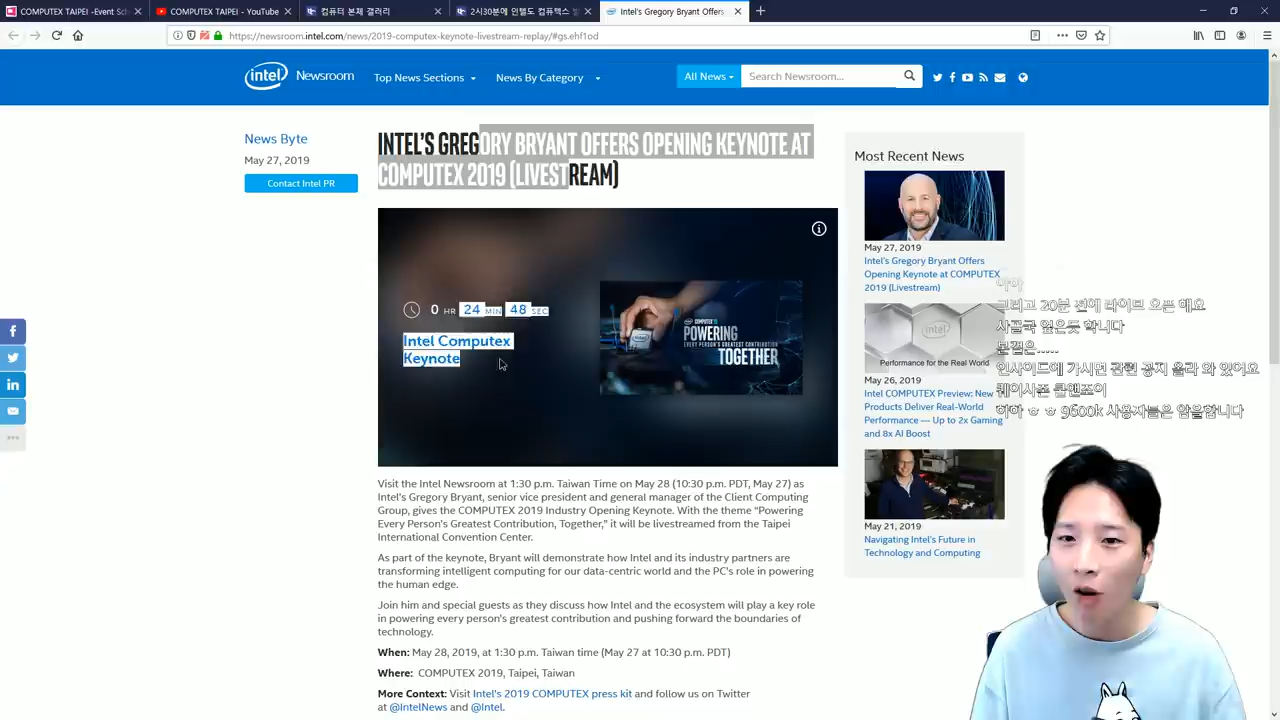 COMPUTEX TAIPEI -Event Sch
COMPUTEX TAIPEI - YouTube
컴퓨터 본체 갤러리
2시30분에 인텔도 컴퓨텍스 발
Intel's Gregory Bryant Offers
https://newsroom.intel.com/news/2019-computex-keynote-livestream-replay/#gs.ehf1od
intel Newsroom
Top News Sections
News By Category
All News
Search Newsroom...
News Byte
May 27, 2019
Contact Intel PR
INTEL'S GREGORY BRYANT OFFERS OPENING KEYNOTE AT
COMPUTEX 2019 (LIVESTREAM)
0 HR 24 MIN 48 SEC
Intel Computex
Keynote
COMPUTEX
POWERING
EVERY PERSON'S GREATEST CONTRIBUTION
TOGETHER
Visit the Intel Newsroom at 1:30 p.m. Taiwan Time on May 28 (10:30 p.m. PDT, May 27) as
Intel's Gregory Bryant, senior vice president and general manager of the Client Computing
Group, gives the COMPUTEX 2019 Industry Opening Keynote. With the theme “Powering
Every Person's Greatest Contribution, Together,” it will be livestreamed from the Taipei
International Convention Center.
As part of the keynote, Bryant will demonstrate how Intel and its industry partners are
transforming intelligent computing for our data-centric world and the PC's role in powering
the human edge.
Join him and special guests as they discuss how Intel and the ecosystem will play a key role
in powering every person's greatest contribution and pushing forward the boundaries of
technology.
When: May 28, 2019, at 1:30 p.m. Taiwan time (May 27 at 10:30 p.m. PDT)
Where: COMPUTEX 2019, Taipei, Taiwan
More Context: Visit Intel's 2019 COMPUTEX press kit and follow us on Twitter
at @IntelNews and @Intel.
Most Recent News
May 27, 2019
Intel's Gregory Bryant Offers
Opening Keynote at COMPUTEX
2019 (Livestream)
intel
Performance for the Real World
May 26, 2019
Intel COMPUTEX Preview: New
Products Deliver Real-World
Performance — Up to 2x Gaming
and 8x AI Boost
May 21, 2019
Navigating Intel's Future in
Technology and Computing
그리고 20분 전에 라이브 오픈 해요
사골국 엎은듯 합니다
본결은.....
인사이드에 가시면 관련 공지 올라 와 있어요
9600k 사용자들은 암울합니다